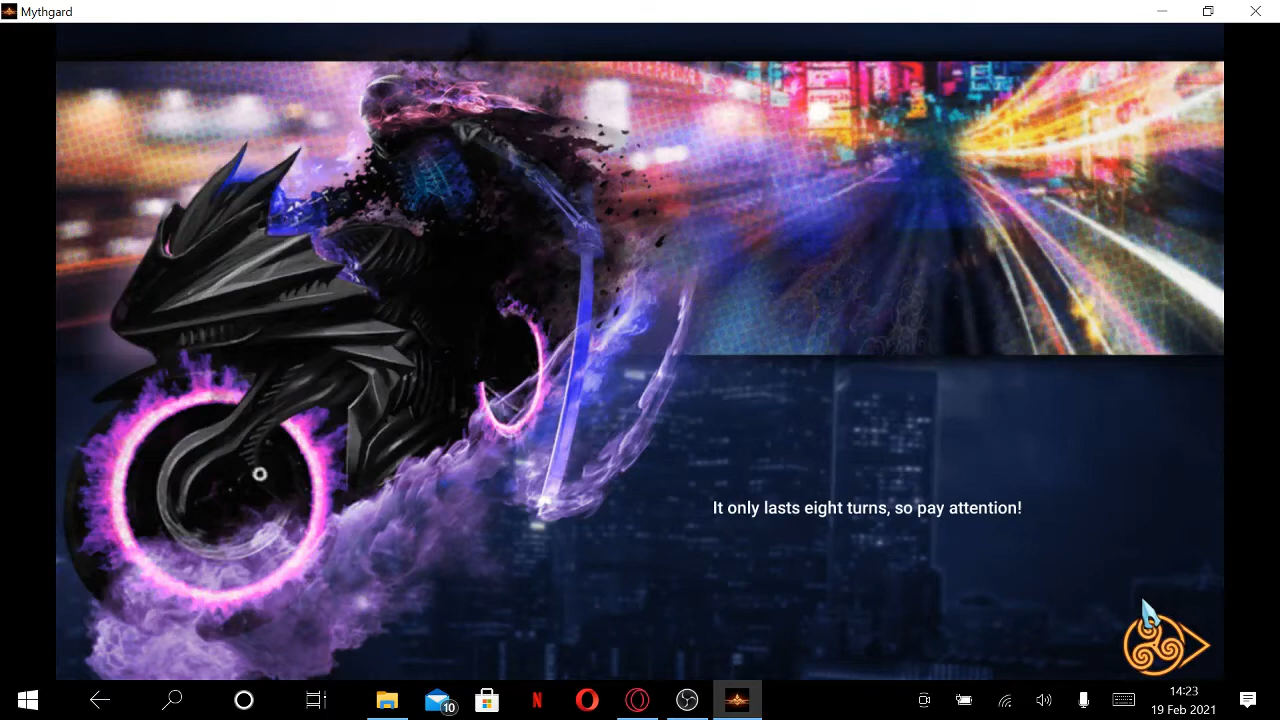 Mythgard
It only lasts eight turns, so pay attention!
10
N
14:23
19 Feb 2021